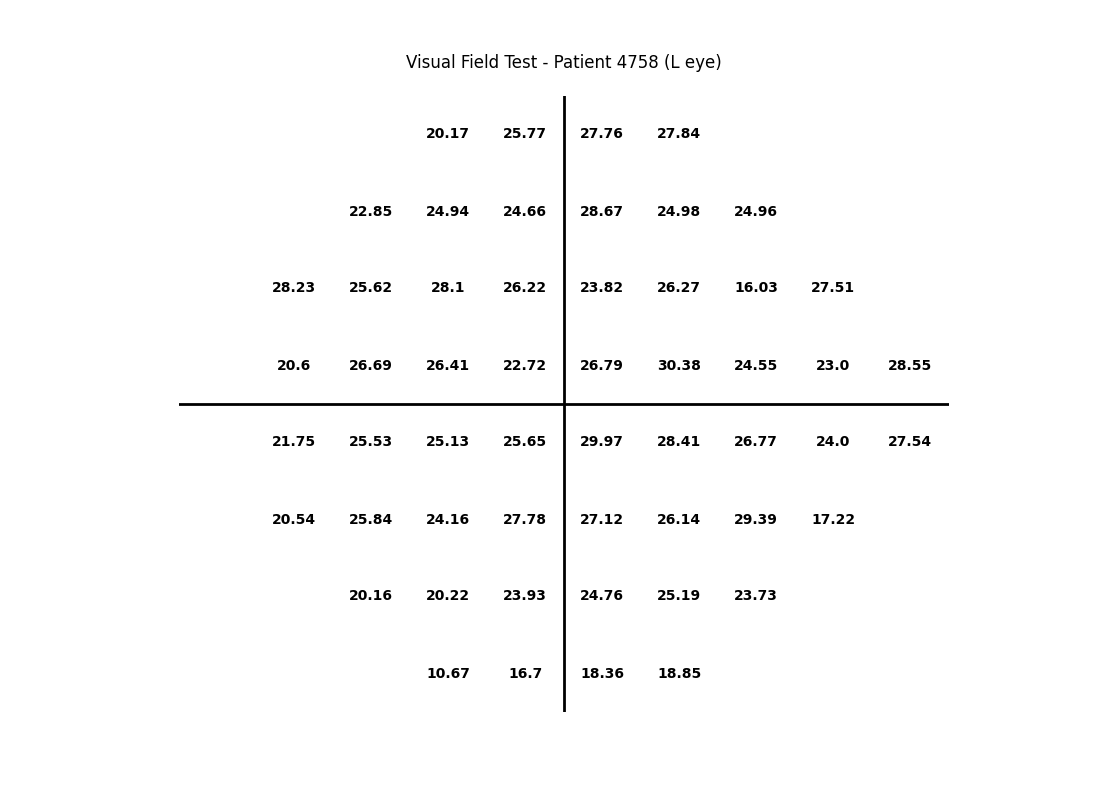 Visual Field Test - Patient 4758 (L eye)
20.17 25.77 27.76 27.84
22.85 24.94 24.66 28.67 24.98 24.96
28.23 25.62 28.1 26.22 23.82 26.27 16.03 27.51
20.6 26.69 26.41 22.72 26.79 30.38 24.55 23.0 28.55
21.75 25.53 25.13 25.65 29.97 28.41 26.77 24.0 27.54
20.54 25.84 24.16 27.78 27.12 26.14 29.39 17.22
20.16 20.22 23.93 24.76 25.19 23.73
10.67 16.7 18.36 18.85